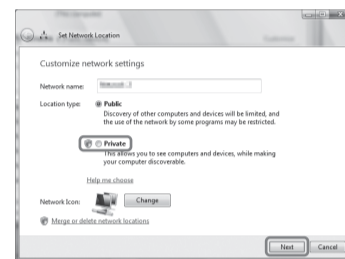 Set Network Location
Customize network settings
Network name:
Location type:
Public
Discovery of other computers and devices will be limited, and
the use of the network by some programs may be restricted.
Private
This allows you to see computers and devices, while making
your computer discoverable.
Help me choose
Network Icon:
Change
Merge or delete network locations
Next
Cancel